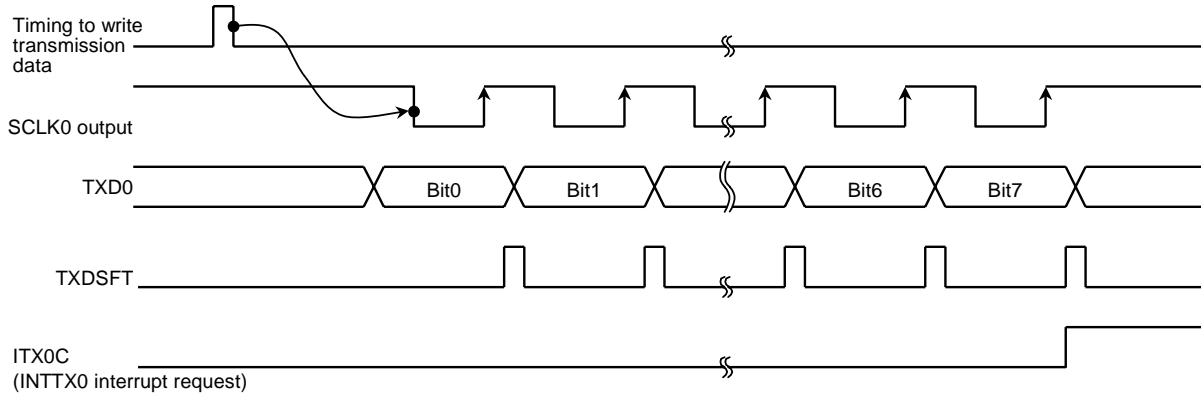 Timing to write
transmission
data
SCLK0 output
TXD0
Bit0
Bit1
Bit6
Bit7
TXDSFT
ITX0C
(INTTX0 interrupt request)